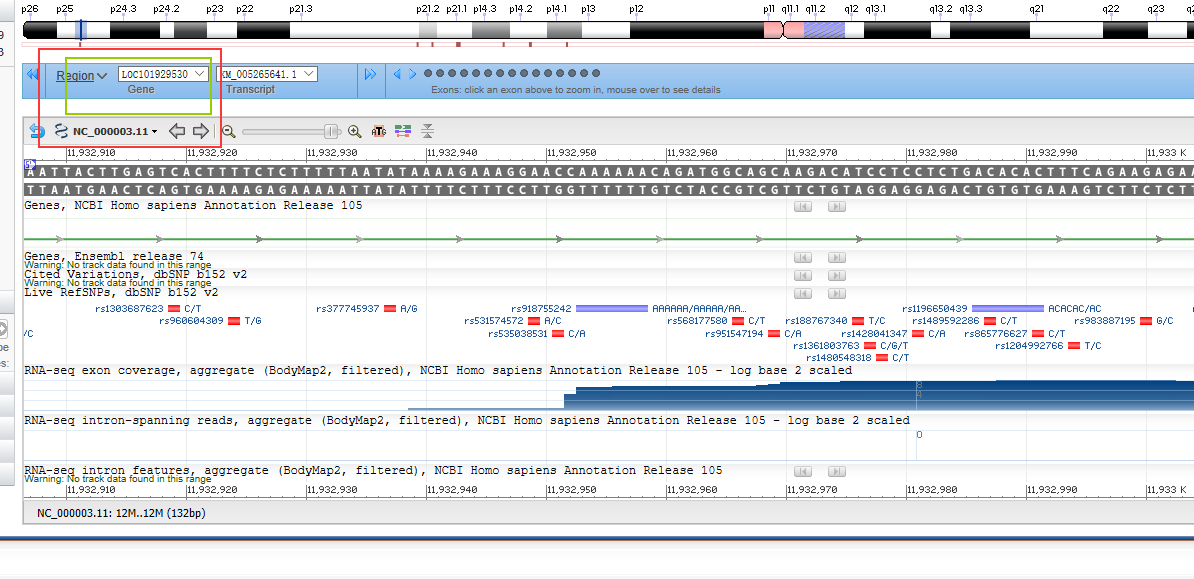 p26 p25 p24.3 p24.2 p23 p22 p21.3 p21.2 p21.1 p14.3 p14.2 p14.1 p13 p12 p11 q11.1 q11.2 q12 q13.1 q13.2 q13.3 q21 q22 q23
Region LOC101929530 XM_005265641.1
Gene Transcript Exons: click an exon above to zoom in, mouse over to see details
NC_000003.11
11,932,910 11,932,920 11,932,930 11,932,940 11,932,950 11,932,960 11,932,970 11,932,980 11,932,990 11,933 K
AATTACTTGAGTCACTTTTCTCTTTTTAATATAAAAGAAAGGAACCAAAAAACAGATGGCAGCAAGACATCCTCCTCTGACACACTTTCAGAAGAGAA
TTAATGAACTCAGTGAAAAGAGAAAAATTATATTTTCTTTCCTTGGTTTTTTGTCTACCGTCGTTCTGTAGGAGGAGACTGTGTGAAAGTCTTCTCTT
Genes, NCBI Homo sapiens Annotation Release 105
Genes, Ensembl release 74
Warning: No track data found in this range
Cited Variations, dbSNP b152 v2
Warning: No track data found in this range
Live RefSNPs, dbSNP b152 v2
rs1303687623 C/T rs377745937 A/G rs918755242 AAAAAA/AAAAA/AA… rs1196650439 ACACAC/AC
rs960604309 T/G rs531574572 A/C rs568177580 C/T rs188767340 T/C rs1489592286 C/T rs983887195 G/C
/C rs535038531 C/A rs951547194 C/A rs1428041347 C/A rs865776627 C/T
rs1361803763 C/G/T rs1204992766 T/C
rs1480548318 C/T
RNA-seq exon coverage, aggregate (BodyMap2, filtered), NCBI Homo sapiens Annotation Release 105 - log base 2 scaled
8
4
RNA-seq intron-spanning reads, aggregate (BodyMap2, filtered), NCBI Homo sapiens Annotation Release 105 - log base 2 scaled
0
RNA-seq intron features, aggregate (BodyMap2, filtered), NCBI Homo sapiens Annotation Release 105
Warning: No track data found in this range
11,932,910 11,932,920 11,932,930 11,932,940 11,932,950 11,932,960 11,932,970 11,932,980 11,932,990 11,933 K
NC_000003.11: 12M..12M (132bp)